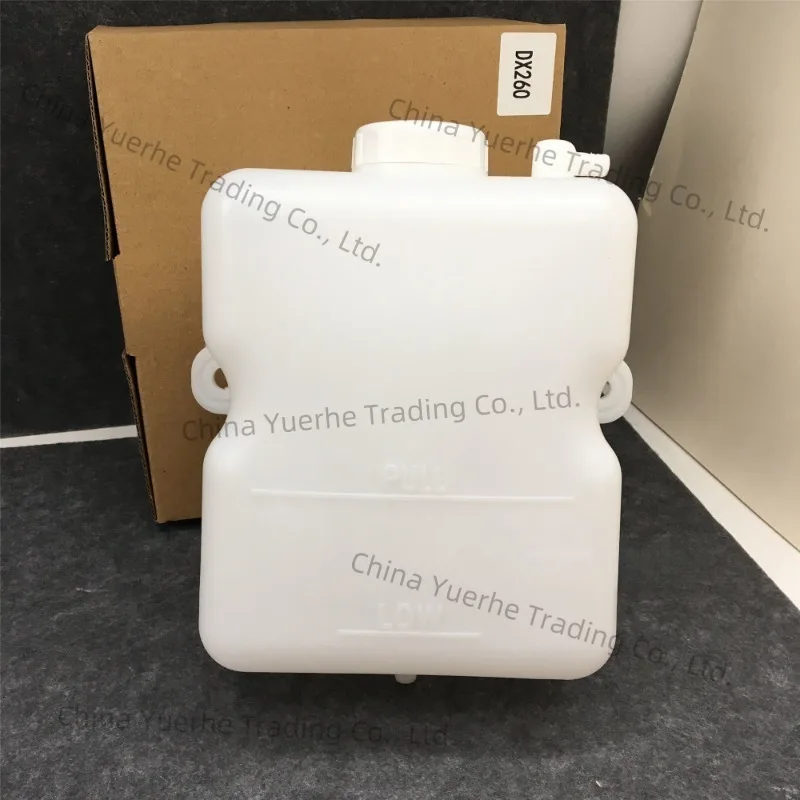 DX260
China Yuerhe Trading Co., Ltd.
China Yuerhe Trading Co., Ltd.
China Yuerhe Trading Co., Ltd.
PULL
China Yuerhe Trading Co., Ltd.
LOW
China Yuerhe Trading Co., Ltd.